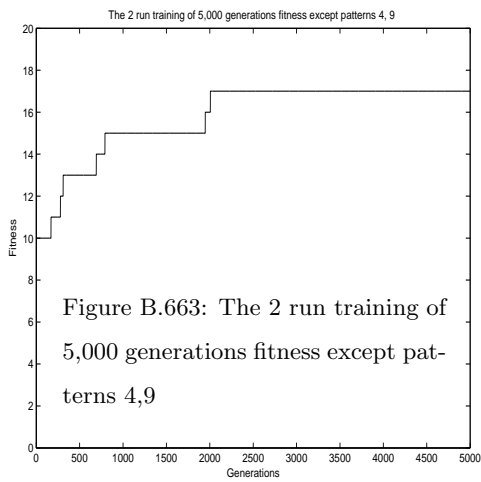 The 2 run training of 5,000 generations fitness except patterns 4, 9
20
18
16
14
12
10
8
6
4
2
0
Fitness
Figure B.663: The 2 run training of
5,000 generations fitness except pat-
terns 4,9
0 500 1000 1500 2000 2500 3000 3500 4000 4500 5000
Generations